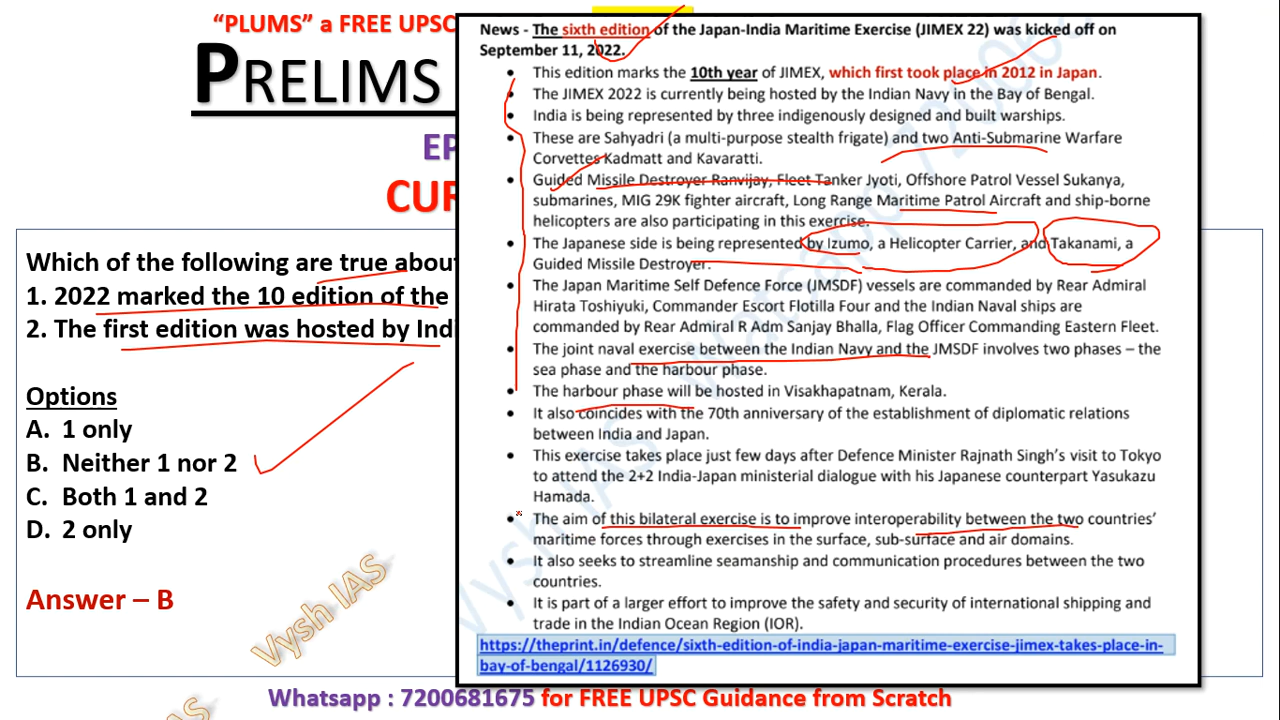 “PLUMS” a FREE UPSC
PRELIMS
EP
CUR
Which of the following are true abou
1. 2022 marked the 10 edition of the
2. The first edition was hosted by Indi
Options
A. 1 only
B. Neither 1 nor 2
C. Both 1 and 2
D. 2 only
Answer – B
Vysh IAS
Vysh IAS
News - The sixth edition of the Japan-India Maritime Exercise (JIMEX 22) was kicked off on
September 11, 2022.
• This edition marks the 10th year of JIMEX, which first took place in 2012 in Japan.
• The JIMEX 2022 is currently being hosted by the Indian Navy in the Bay of Bengal.
• India is being represented by three indigenously designed and built warships.
• These are Sahyadri (a multi-purpose stealth frigate) and two Anti-Submarine Warfare
Corvettes Kadmatt and Kavaratti.
• Guided Missile Destroyer Ranvijay, Fleet Tanker Jyoti, Offshore Patrol Vessel Sukanya,
submarines, MIG 29K fighter aircraft, Long Range Maritime Patrol Aircraft and ship-borne
helicopters are also participating in this exercise.
• The Japanese side is being represented by Izumo, a Helicopter Carrier, and Takanami, a
Guided Missile Destroyer.
• The Japan Maritime Self Defence Force (JMSDF) vessels are commanded by Rear Admiral
Hirata Toshiyuki, Commander Escort Flotilla Four and the Indian Naval ships are
commanded by Rear Admiral R Adm Sanjay Bhalla, Flag Officer Commanding Eastern Fleet.
• The joint naval exercise between the Indian Navy and the JMSDF involves two phases – the
sea phase and the harbour phase.
• The harbour phase will be hosted in Visakhapatnam, Kerala.
• It also coincides with the 70th anniversary of the establishment of diplomatic relations
between India and Japan.
• This exercise takes place just few days after Defence Minister Rajnath Singh’s visit to Tokyo
to attend the 2+2 India-Japan ministerial dialogue with his Japanese counterpart Yasukazu
Hamada.
• The aim of this bilateral exercise is to improve interoperability between the two countries’
maritime forces through exercises in the surface, sub-surface and air domains.
• It also seeks to streamline seamanship and communication procedures between the two
countries.
• It is part of a larger effort to improve the safety and security of international shipping and
trade in the Indian Ocean Region (IOR).
https://theprint.in/defence/sixth-edition-of-india-japan-maritime-exercise-jimex-takes-place-in-
bay-of-bengal/1126930/
Whatsapp : 7200681675 for FREE UPSC Guidance from Scratch